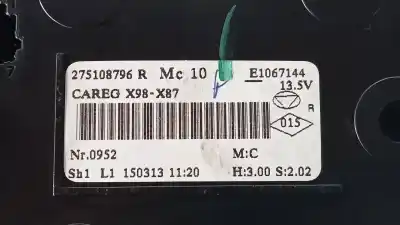 275108796 R Mc 10 E1067144
CAREG X98-X87 13.5V
R
015
Nr.0952 M:C
Sh1 L1 150313 11:20 H:3.00 S:2.02